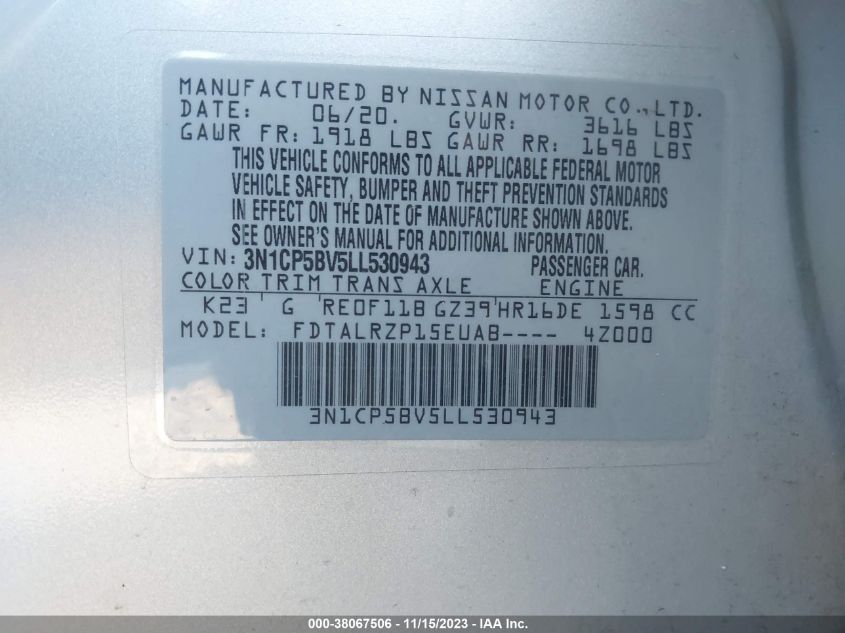 MANUFACTURED BY NISSAN MOTOR CO., LTD.
DATE: 06/20. GVWR: 3616 LBS
GAWR FR: 1918 LBS GAWR RR: 1698 LBS
THIS VEHICLE CONFORMS TO ALL APPLICABLE FEDERAL MOTOR
VEHICLE SAFETY, BUMPER AND THEFT PREVENTION STANDARDS
IN EFFECT ON THE DATE OF MANUFACTURE SHOWN ABOVE.
SEE OWNER'S MANUAL FOR ADDITIONAL INFORMATION.
VIN: 3N1CP5BV5LL530943 PASSENGER CAR.
COLOR TRIM TRANS AXLE ENGINE
K23 G RE0F11B GZ39 HR16DE 1598 CC
MODEL: FDTALRZP15EUAB---- 4Z000
3N1CP5BV5LL530943
000-38067506 - 11/15/2023 - IAA Inc.